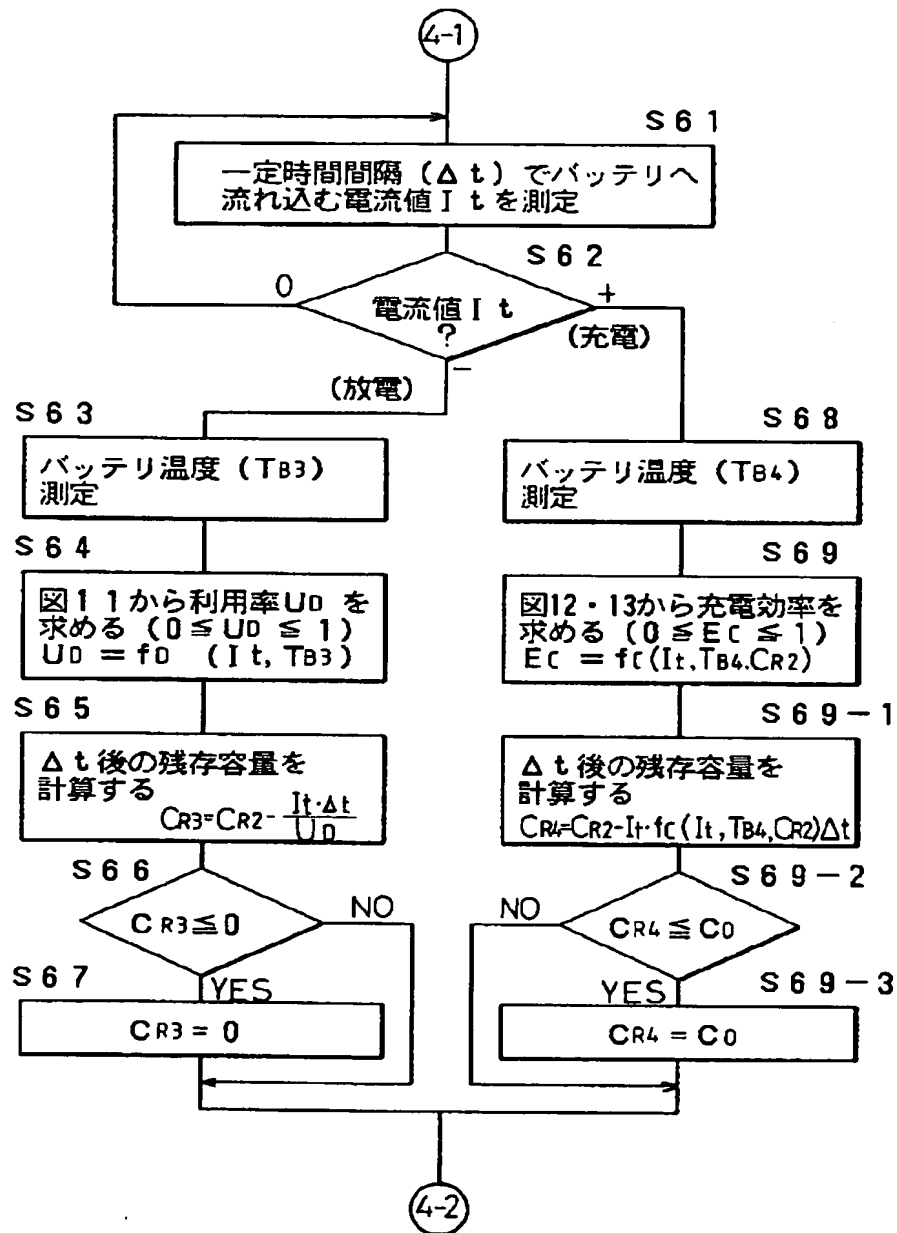 4-1
S61
一定時間間隔（Δt）でバッテリへ
流れ込む電流値Itを測定
S62
0
電流値It
?
+
(充電)
−
(放電)
S63
バッテリ温度（TB3）
測定
S64
図11から利用率UDを
求める（0≦UD≦1）
UD＝fD（It,TB3）
S65
Δt後の残存容量を
計算する
CR3=CR2-It·Δt/UD
S66
CR3≦0
NO
S67
YES
CR3＝0
S68
バッテリ温度（TB4）
測定
S69
図12・13から充電効率を
求める（0≦EC≦1）
EC＝fC(It,TB4.CR2)
S69-1
Δt後の残存容量を
計算する
CR4=CR2-It·fC(It,TB4,CR2)Δt
S69-2
NO
CR4≦C0
YES
S69-3
CR4＝C0
4-2